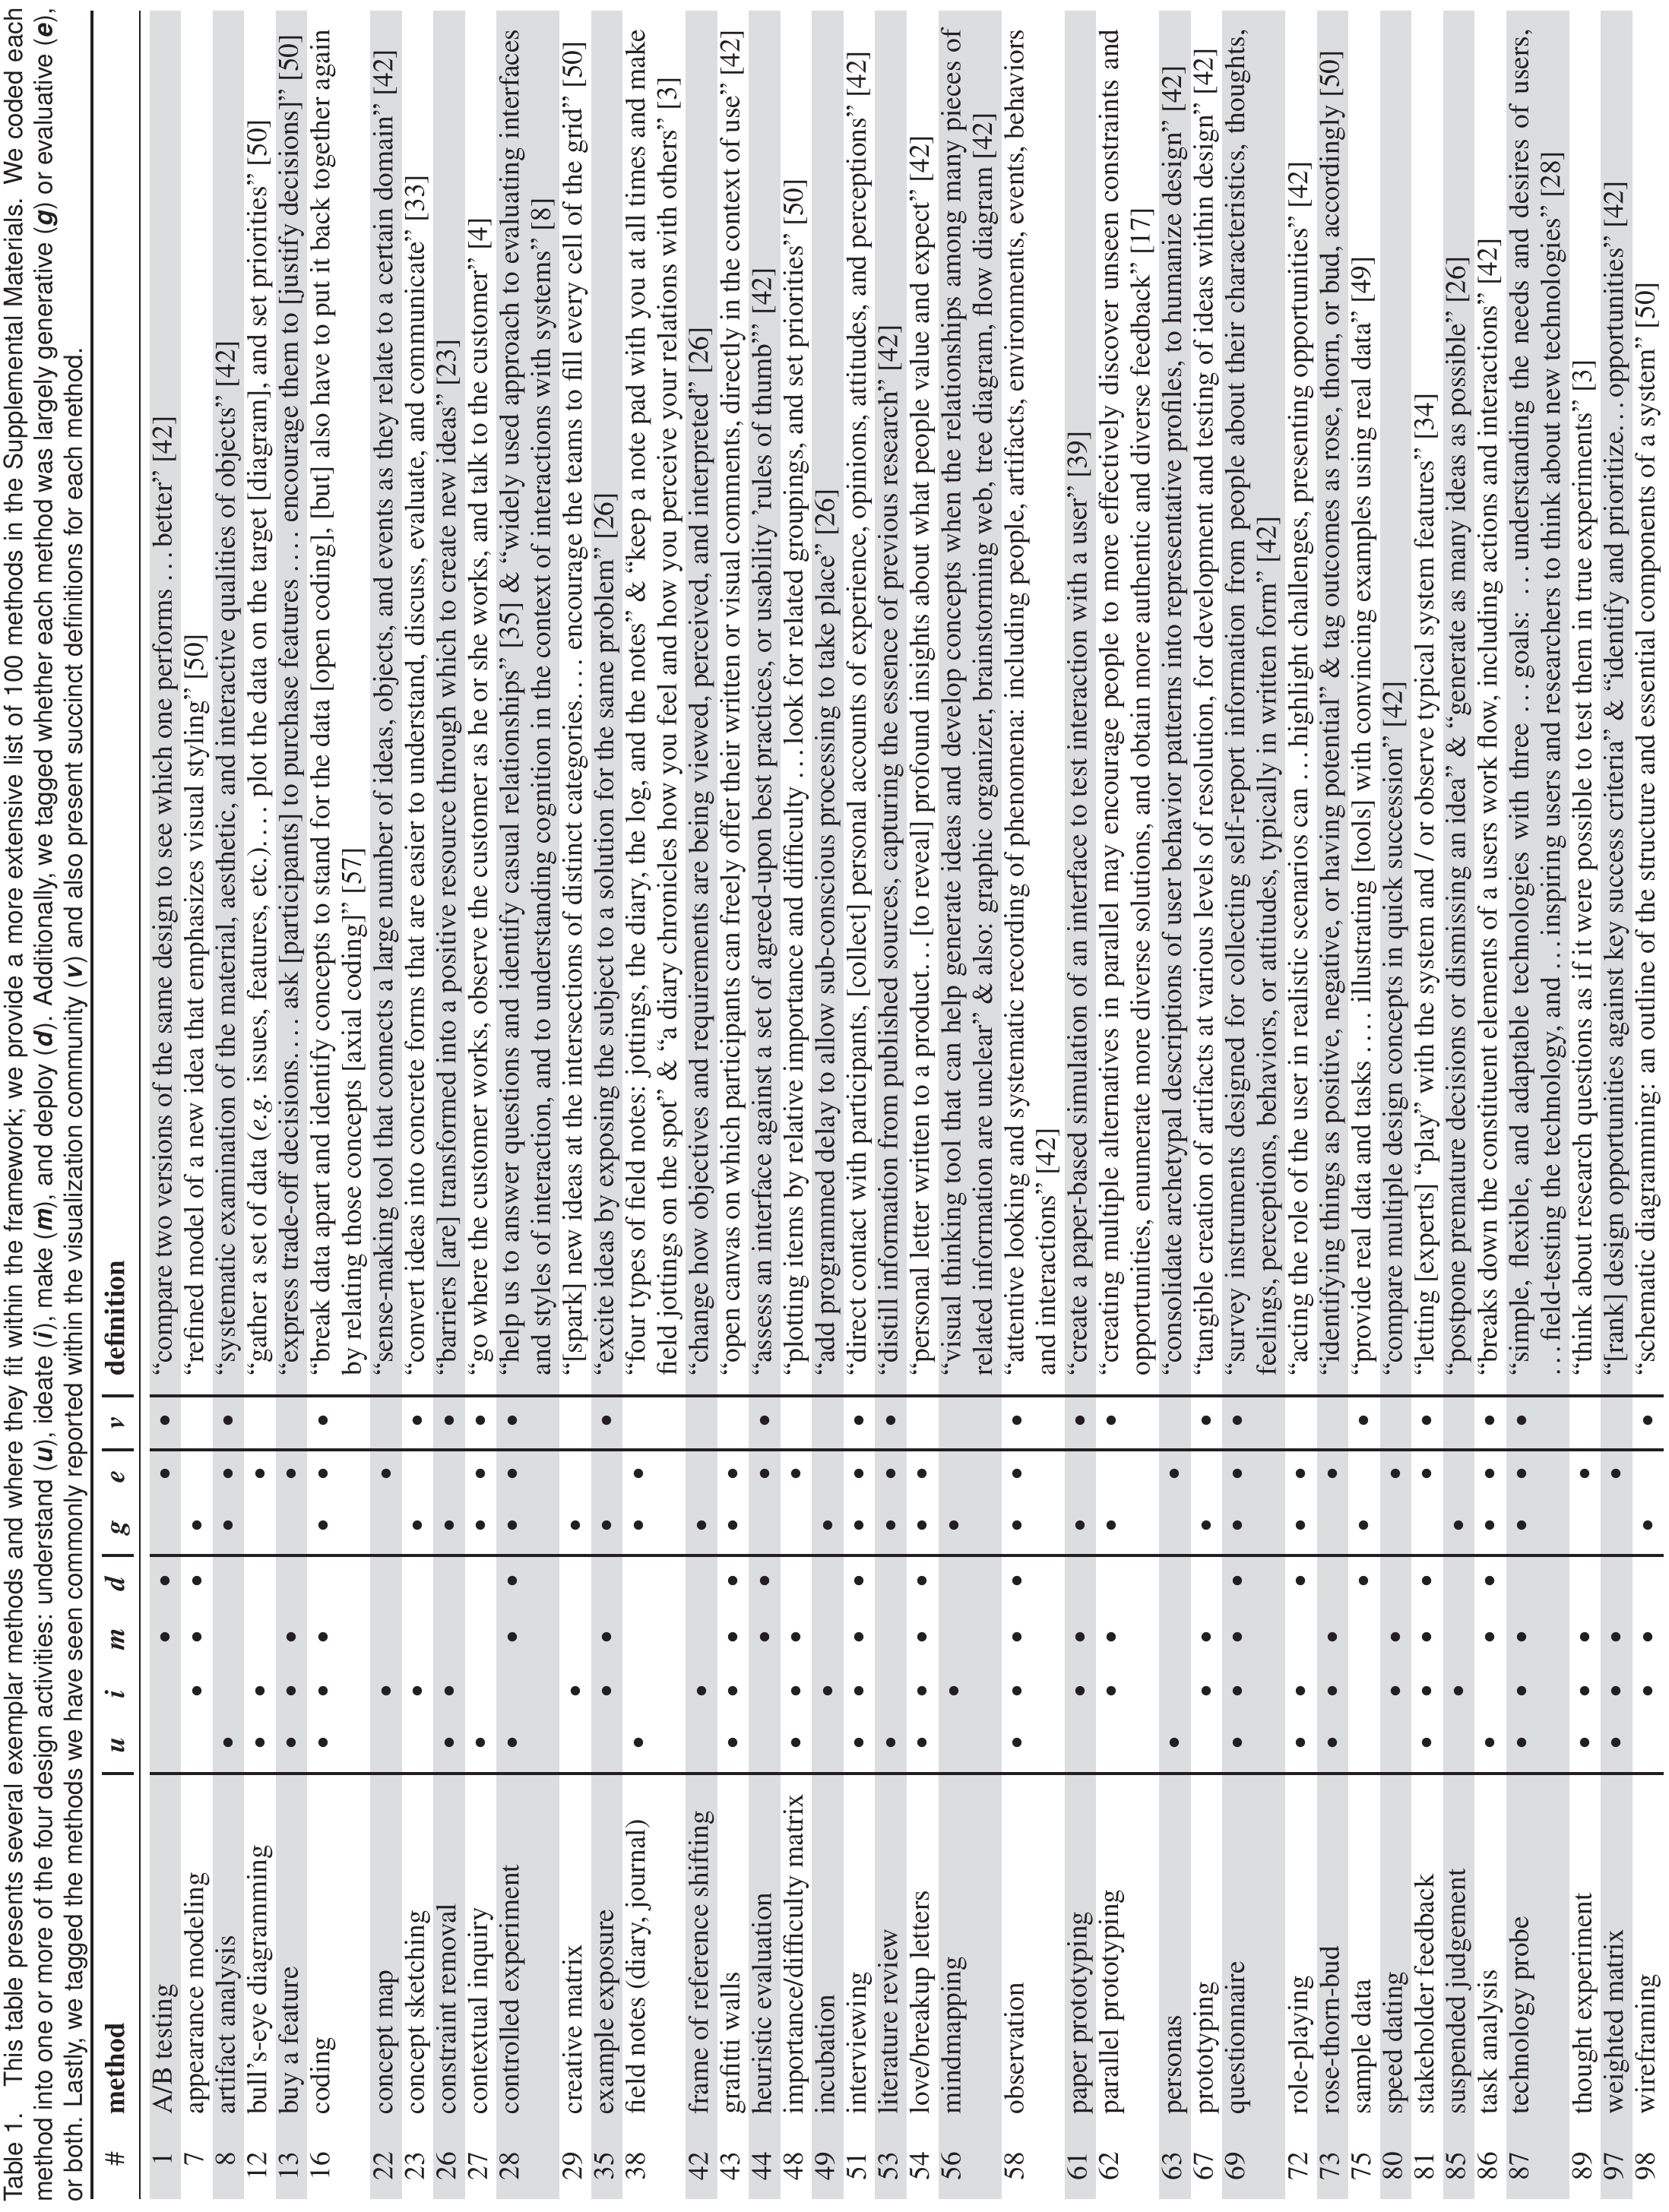 Table 1. This table presents several exemplar methods and where they fit within the framework; we provide a more extensive list of 100 methods in the Supplemental Materials. We coded each
method into one or more of the four design activities: understand (u), ideate (i), make (m), and deploy (d). Additionally, we tagged whether each method was largely generative (g) or evaluative (e),
or both. Lastly, we tagged the methods we have seen commonly reported within the visualization community (v) and also present succinct definitions for each method.
# method u i m d g e v definition
1 A/B testing • • • • “compare two versions of the same design to see which one performs …better” [42]
7 appearance modeling • • • • “refined model of a new idea that emphasizes visual styling” [50]
8 artifact analysis • • • • “systematic examination of the material, aesthetic, and interactive qualities of objects” [42]
12 bull’s-eye diagramming • • • “gather a set of data (e.g. issues, features, etc.)…. plot the data on the target [diagram], and set priorities” [50]
13 buy a feature • • • • “express trade-off decisions…. ask [participants] to purchase features …. encourage them to [justify decisions]” [50]
16 coding • • • • • • “break data apart and identify concepts to stand for the data [open coding], [but] also have to put it back together again
by relating those concepts [axial coding]” [57]
22 concept map • • “sense-making tool that connects a large number of ideas, objects, and events as they relate to a certain domain” [42]
23 concept sketching • • • “convert ideas into concrete forms that are easier to understand, discuss, evaluate, and communicate” [33]
26 constraint removal • • • • “barriers [are] transformed into a positive resource through which to create new ideas” [23]
27 contextual inquiry • • • • “go where the customer works, observe the customer as he or she works, and talk to the customer” [4]
28 controlled experiment • • • • • • “help us to answer questions and identify casual relationships” [35] & “widely used approach to evaluating interfaces
and styles of interaction, and to understanding cognition in the context of interactions with systems” [8]
29 creative matrix • • “[spark] new ideas at the intersections of distinct categories…. encourage the teams to fill every cell of the grid” [50]
35 example exposure • • • • “excite ideas by exposing the subject to a solution for the same problem” [26]
38 field notes (diary, journal) • • • “four types of field notes: jottings, the diary, the log, and the notes” & “keep a note pad with you at all times and make
field jottings on the spot” & “a diary chronicles how you feel and how you perceive your relations with others” [3]
42 frame of reference shifting • • “change how objectives and requirements are being viewed, perceived, and interpreted” [26]
43 grafitti walls • • • • • • “open canvas on which participants can freely offer their written or visual comments, directly in the context of use” [42]
44 heuristic evaluation • • • • “assess an interface against a set of agreed-upon best practices, or usability ’rules of thumb’” [42]
48 importance/difficulty matrix • • • • “plotting items by relative importance and difficulty …look for related groupings, and set priorities” [50]
49 incubation • • “add programmed delay to allow sub-conscious processing to take place” [26]
51 interviewing • • • • • • • “direct contact with participants, [collect] personal accounts of experience, opinions, attitudes, and perceptions” [42]
53 literature review • • • • “distill information from published sources, capturing the essence of previous research” [42]
54 love/breakup letters • • • • • • “personal letter written to a product…[to reveal] profound insights about what people value and expect” [42]
56 mindmapping • • “visual thinking tool that can help generate ideas and develop concepts when the relationships among many pieces of
related information are unclear” & also: graphic organizer, brainstorming web, tree diagram, flow diagram [42]
58 observation • • • • • • • “attentive looking and systematic recording of phenomena: including people, artifacts, environments, events, behaviors
and interactions” [42]
61 paper prototyping • • • • “create a paper-based simulation of an interface to test interaction with a user” [39]
62 parallel prototyping • • • • “creating multiple alternatives in parallel may encourage people to more effectively discover unseen constraints and
opportunities, enumerate more diverse solutions, and obtain more authentic and diverse feedback” [17]
63 personas • • “consolidate archetypal descriptions of user behavior patterns into representative profiles, to humanize design” [42]
67 prototyping • • • • “tangible creation of artifacts at various levels of resolution, for development and testing of ideas within design” [42]
69 questionnaire • • • • • • • “survey instruments designed for collecting self-report information from people about their characteristics, thoughts,
feelings, perceptions, behaviors, or attitudes, typically in written form” [42]
72 role-playing • • • • • “acting the role of the user in realistic scenarios can …highlight challenges, presenting opportunities” [42]
73 rose-thorn-bud • • • • “identifying things as positive, negative, or having potential” & tag outcomes as rose, thorn, or bud, accordingly [50]
75 sample data • • • “provide real data and tasks …. illustrating [tools] with convincing examples using real data” [49]
80 speed dating • • • “compare multiple design concepts in quick succession” [42]
81 stakeholder feedback • • • • • • • “letting [experts] “play” with the system and / or observe typical system features” [34]
85 suspended judgement • • “postpone premature decisions or dismissing an idea” & “generate as many ideas as possible” [26]
86 task analysis • • • • • • “breaks down the constituent elements of a users work flow, including actions and interactions” [42]
87 technology probe • • • • • • “simple, flexible, and adaptable technologies with three …goals: …understanding the needs and desires of users,
…field-testing the technology, and …inspiring users and researchers to think about new technologies” [28]
89 thought experiment • • • • “think about research questions as if it were possible to test them in true experiments” [3]
97 weighted matrix • • • • “[rank] design opportunities against key success criteria” & “identify and prioritize…opportunities” [42]
98 wireframing • • • • “schematic diagramming: an outline of the structure and essential components of a system” [50]